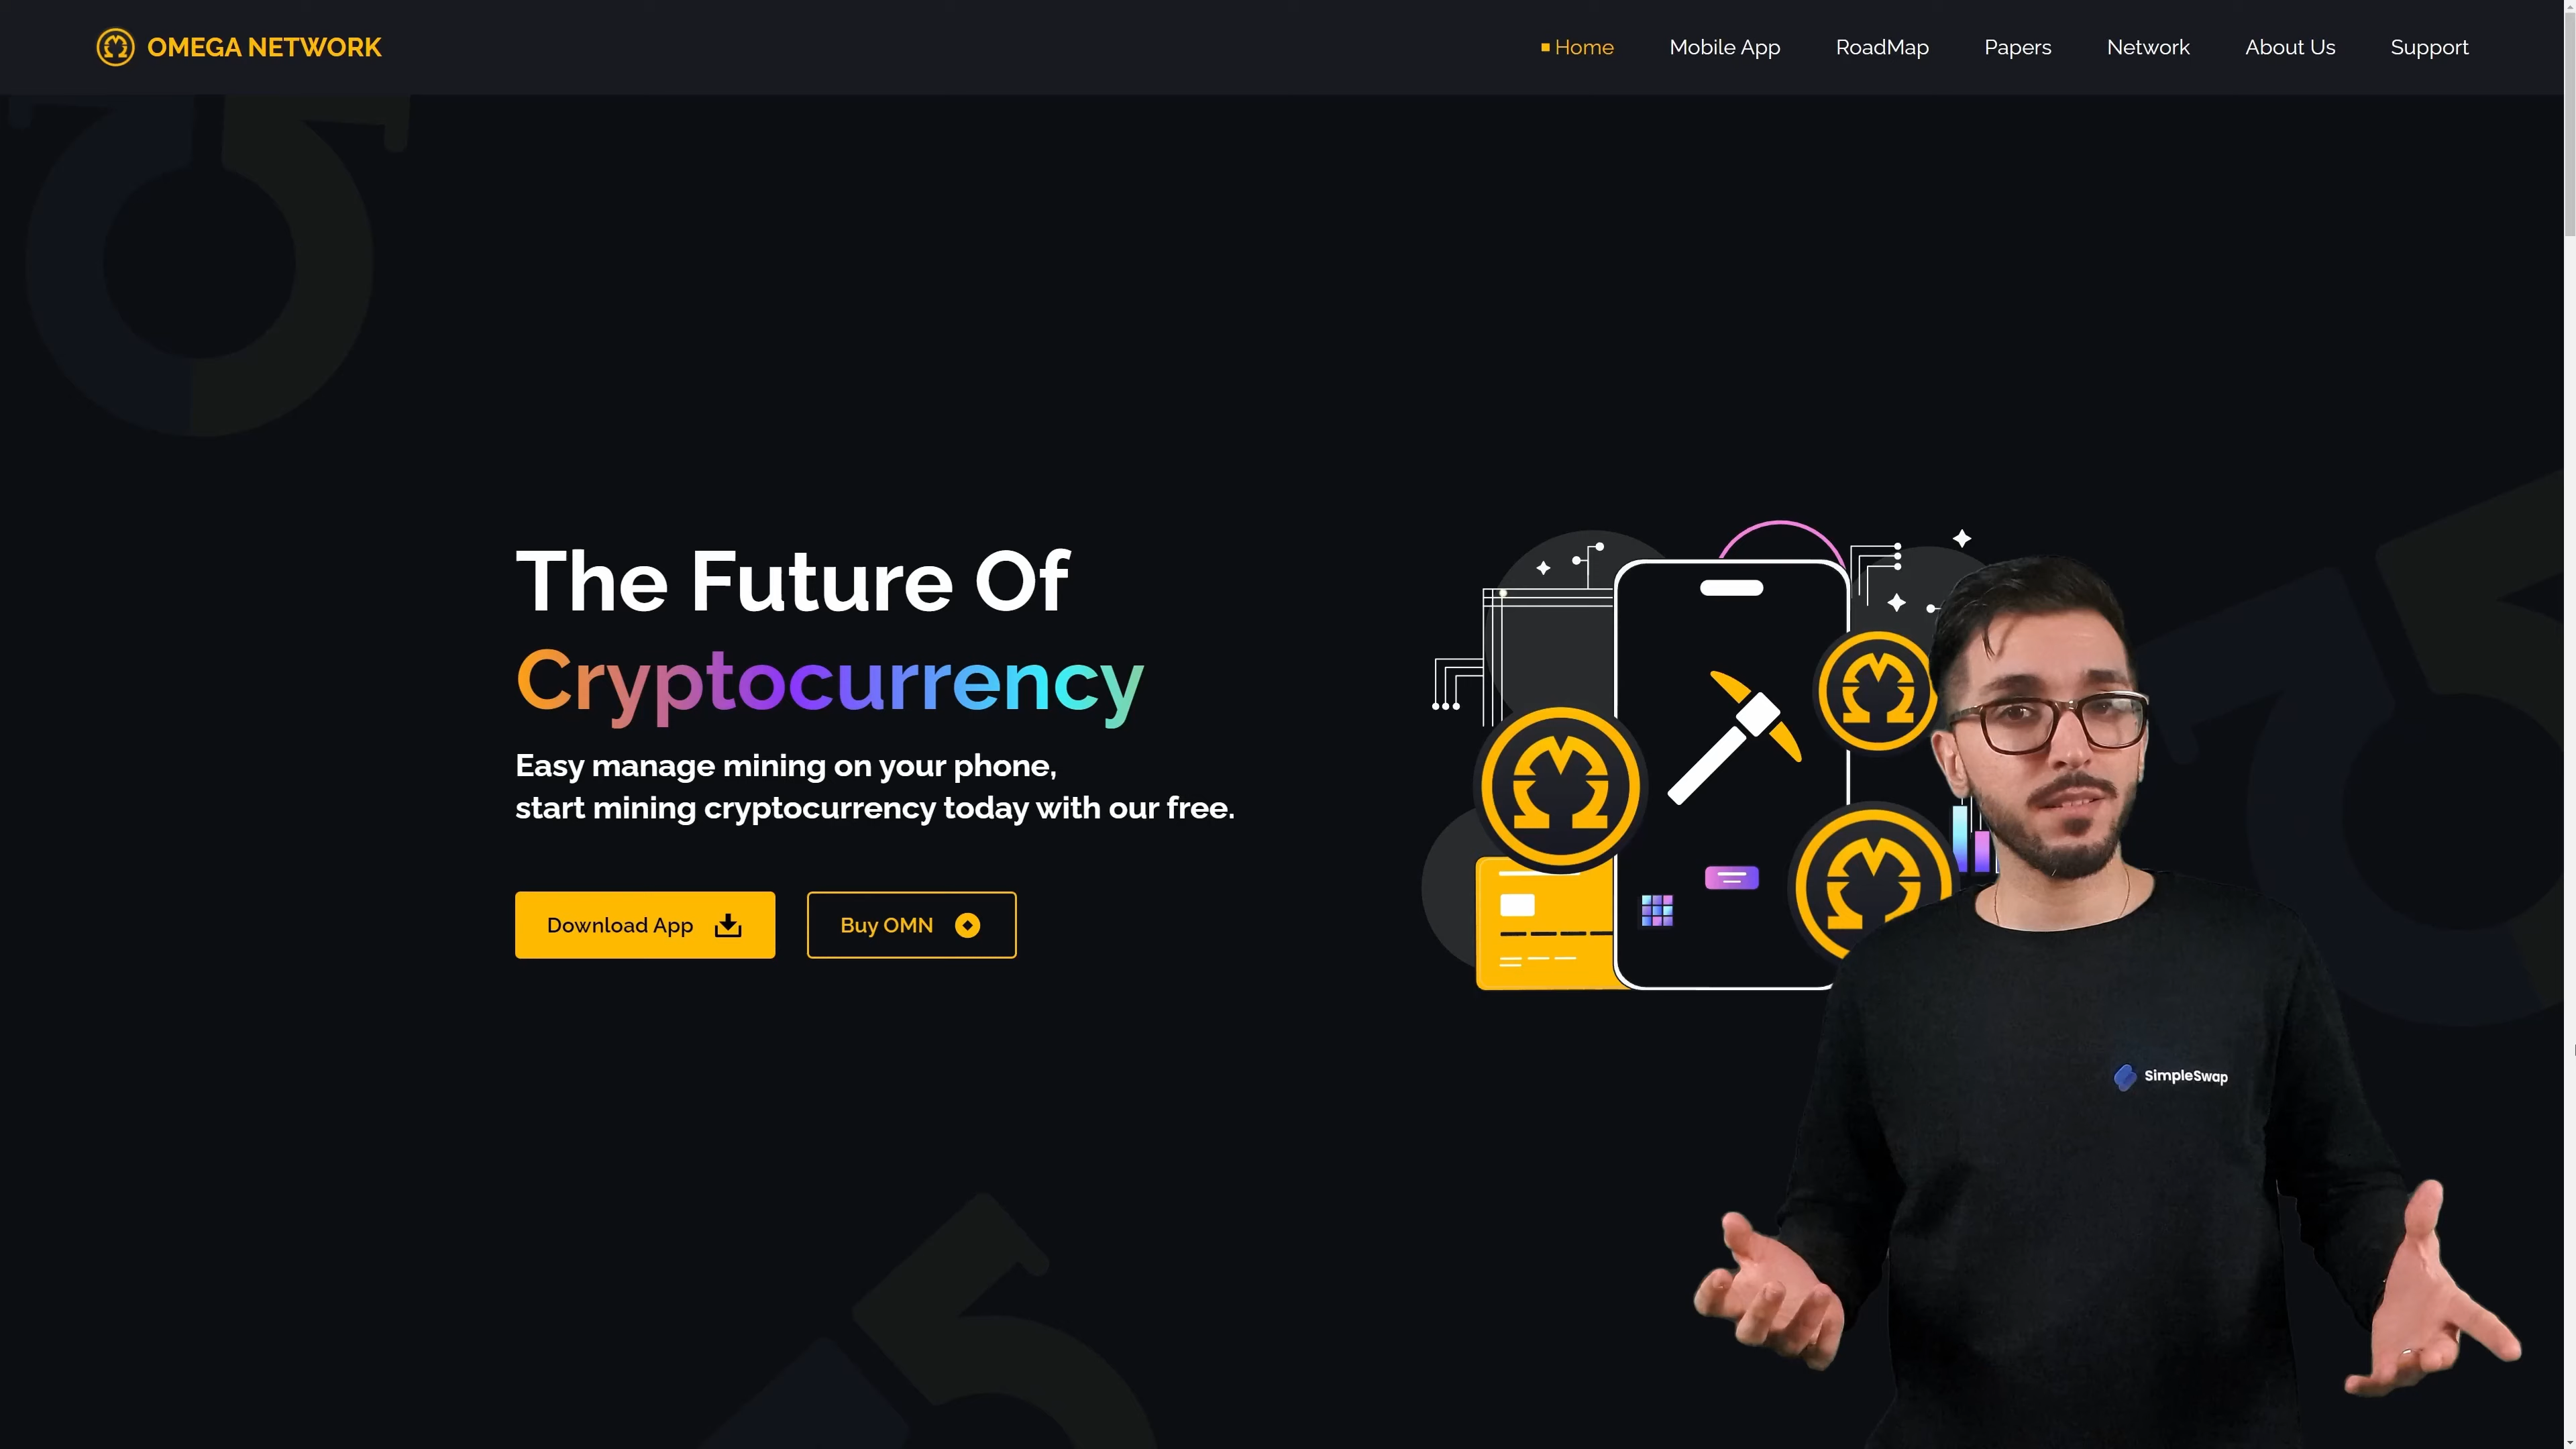 OMEGA NETWORK
Home
Mobile App
RoadMap
Papers
Network
About Us
Support
The Future Of
Cryptocurrency
Easy manage mining on your phone,
start mining cryptocurrency today with our free.
Download App
Buy OMN
SimpleSwap